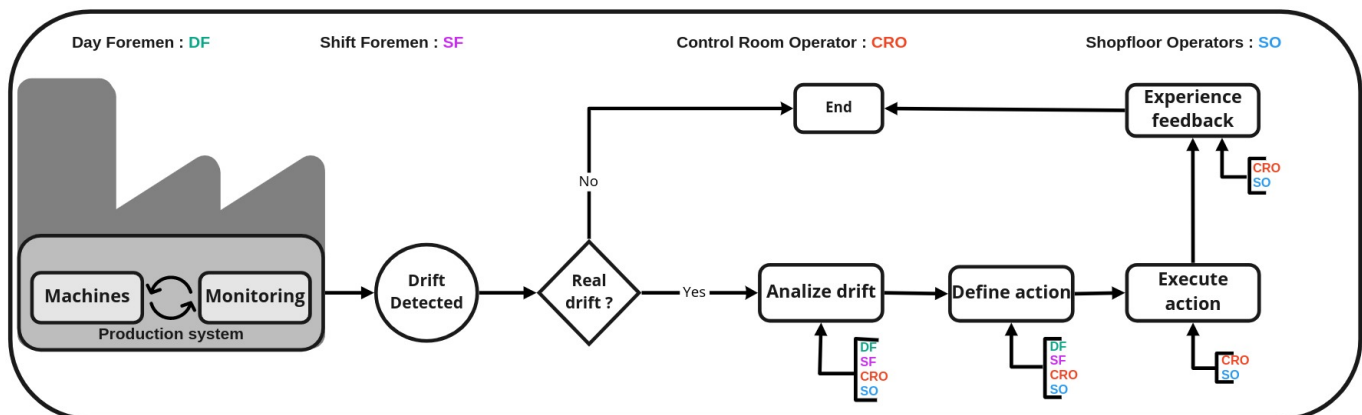 Day Foremen : DF
Shift Foremen : SF
Control Room Operator : CRO
Shopfloor Operators : SO
End
Experience
feedback
CRO
SO
No
Machines
Monitoring
Production system
Drift
Detected
Real
drift ?
Yes
Analize drift
Define action
Execute
action
DF
SF
CRO
SO
DF
SF
CRO
SO
CRO
SO